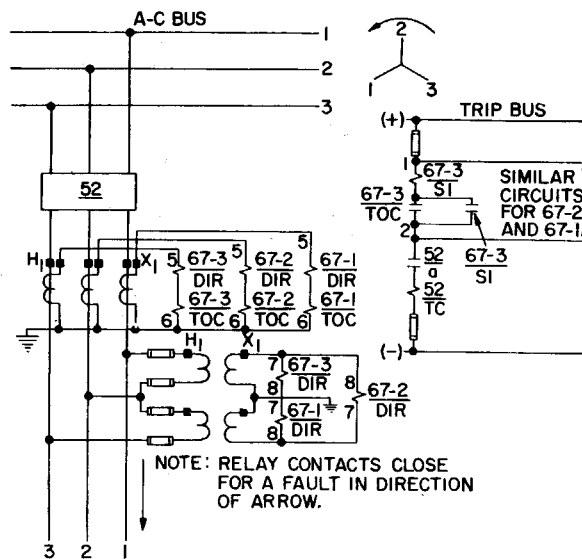 A-C BUS
1
2
3
2
1 3
TRIP BUS
(+)
1
67-3
SI
67-3
TOC
2
67-3
SI
SIMILAR
CIRCUITS
FOR 67-2
AND 67-1
52
a
52
TC
(-)
52
H1 X1
5 67-3
DIR
5 67-2
DIR
5 67-1
DIR
67-3
TOC
6
67-2
TOC
6
67-1
TOC
6
H1 X1
7 67-3
DIR
8
7 67-1
DIR
8
8 67-2
7 DIR
NOTE: RELAY CONTACTS CLOSE
FOR A FAULT IN DIRECTION
OF ARROW.
3 2 1